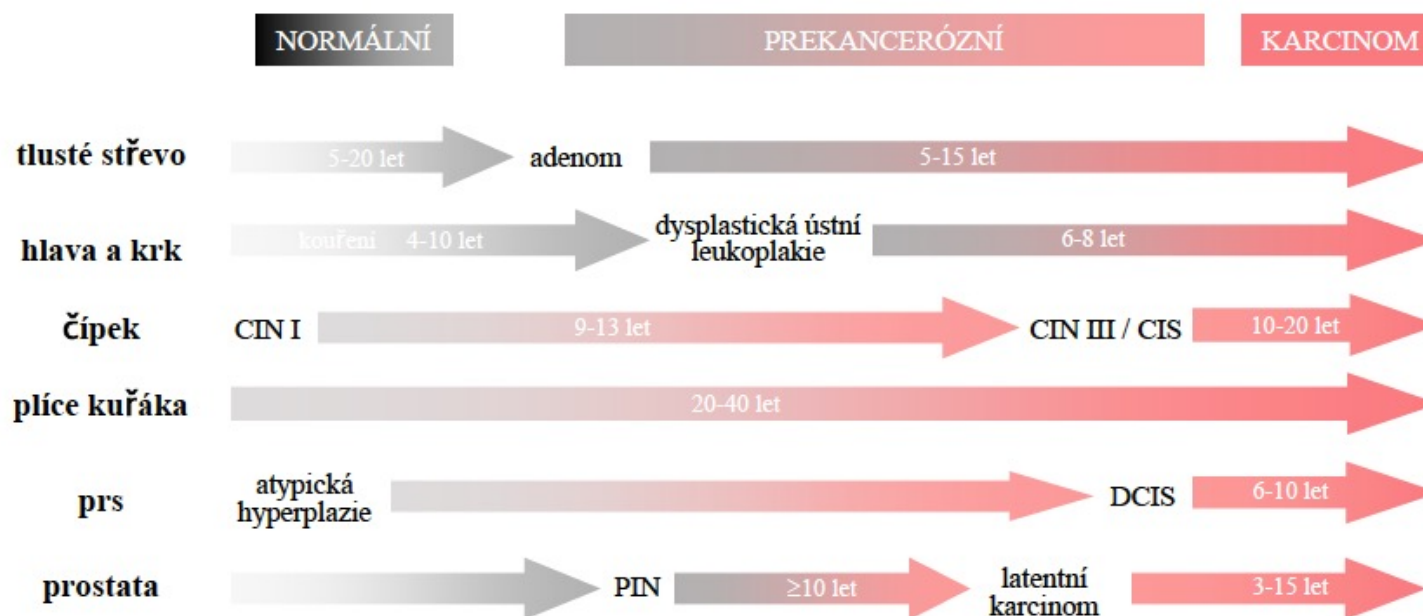 NORMÁLNÍ PREKANCERÓZNÍ KARCINOM
tlusté střevo 5-20 let adenom 5-15 let
hlava a krk kouření 4-10 let dysplastická ústní
leukoplakie 6-8 let
čípek CIN I 9-13 let CIN III / CIS 10-20 let
plíce kuřáka 20-40 let
prs atypická
hyperplazie DCIS 6-10 let
prostata PIN ≥10 let latentní
karcinom 3-15 let